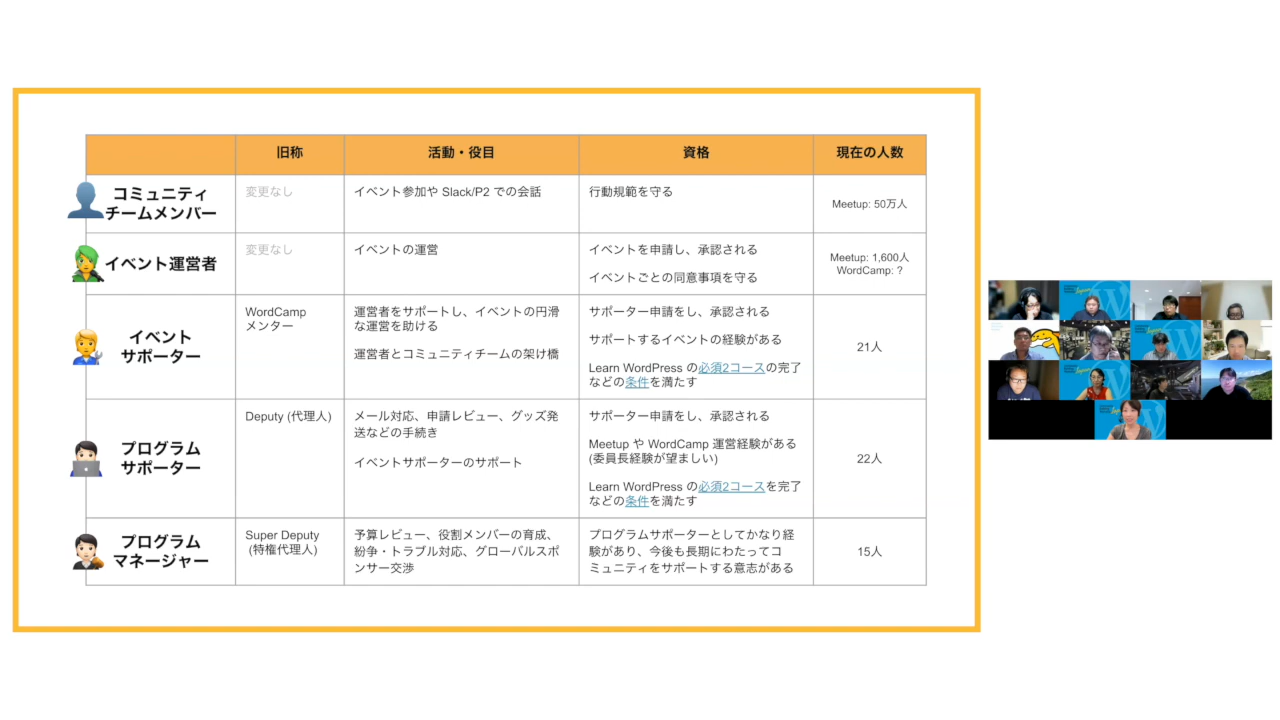 旧称
活動・役目
資格
現在の人数
コミュニティ
チームメンバー
変更なし
イベント参加や Slack/P2 での会話
行動規範を守る
Meetup: 50万人
イベント運営者
変更なし
イベントの運営
イベントを申請し、承認される
イベントごとの同意事項を守る
Meetup: 1,600人
WordCamp: ?
イベント
サポーター
WordCamp
メンター
運営者をサポートし、イベントの円滑
な運営を助ける
運営者とコミュニティチームの架け橋
サポーター申請をし、承認される
サポートするイベントの経験がある
Learn WordPress の必須2コースの完了
などの条件を満たす
21人
プログラム
サポーター
Deputy (代理人)
メール対応、申請レビュー、グッズ発
送などの手続き
イベントサポーターのサポート
サポーター申請をし、承認される
Meetup や WordCamp 運営経験がある
(委員長経験が望ましい)
Learn WordPress の必須2コースを完了
などの条件を満たす
22人
プログラム
マネージャー
Super Deputy
(特権代理人)
予算レビュー、役割メンバーの育成、
紛争・トラブル対応、グローバルスポ
ンサー交渉
プログラムサポーターとしてかなり経
験があり、今後も長期にわたってコ
ミュニティをサポートする意志がある
15人